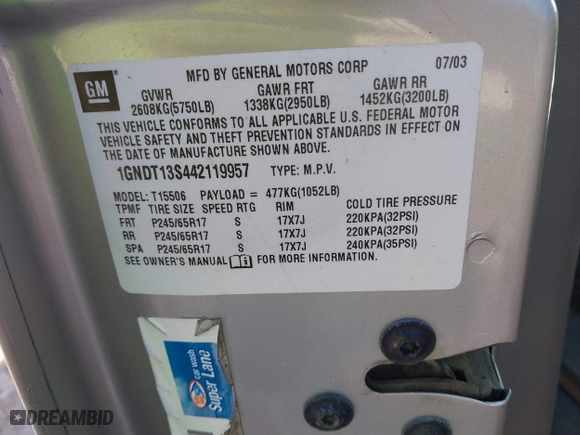 GM
MFD BY GENERAL MOTORS CORP 07/03
GVWR GAWR FRT GAWR RR
2608KG(5750LB) 1338KG(2950LB) 1452KG(3200LB)
THIS VEHICLE CONFORMS TO ALL APPLICABLE U.S. FEDERAL MOTOR
VEHICLE SAFETY AND THEFT PREVENTION STANDARDS IN EFFECT ON
THE DATE OF MANUFACTURE SHOWN ABOVE.
1GNDT13S442119957 TYPE: M.P.V.
MODEL: T15506 PAYLOAD = 477KG(1052LB)
TPMF TIRE SIZE SPEED RTG RIM COLD TIRE PRESSURE
FRT P245/65R17 S 17X7J 220KPA(32PSI)
RR P245/65R17 S 17X7J 220KPA(32PSI)
SPA P245/65R17 S 17X7J 240KPA(35PSI)
SEE OWNER'S MANUAL FOR MORE INFORMATION.
car wash
Super Lane
DREAMBID